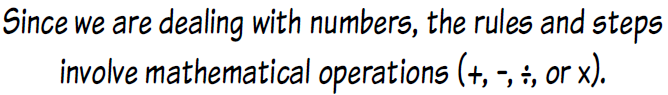 Since we are dealing with numbers, the rules and steps
involve mathematical operations (+, -, ÷, or x).